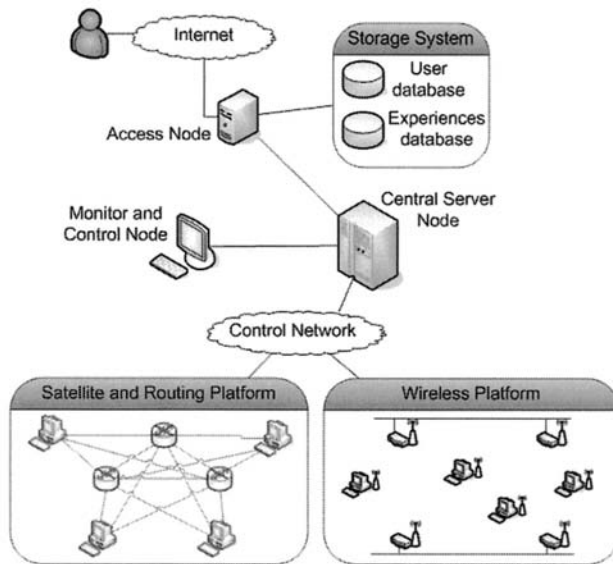 Internet
Storage System
User
database
Experiences
database
Access Node
Central Server
Node
Monitor and
Control Node
Control Network
Satellite and Routing Platform
Wireless Platform